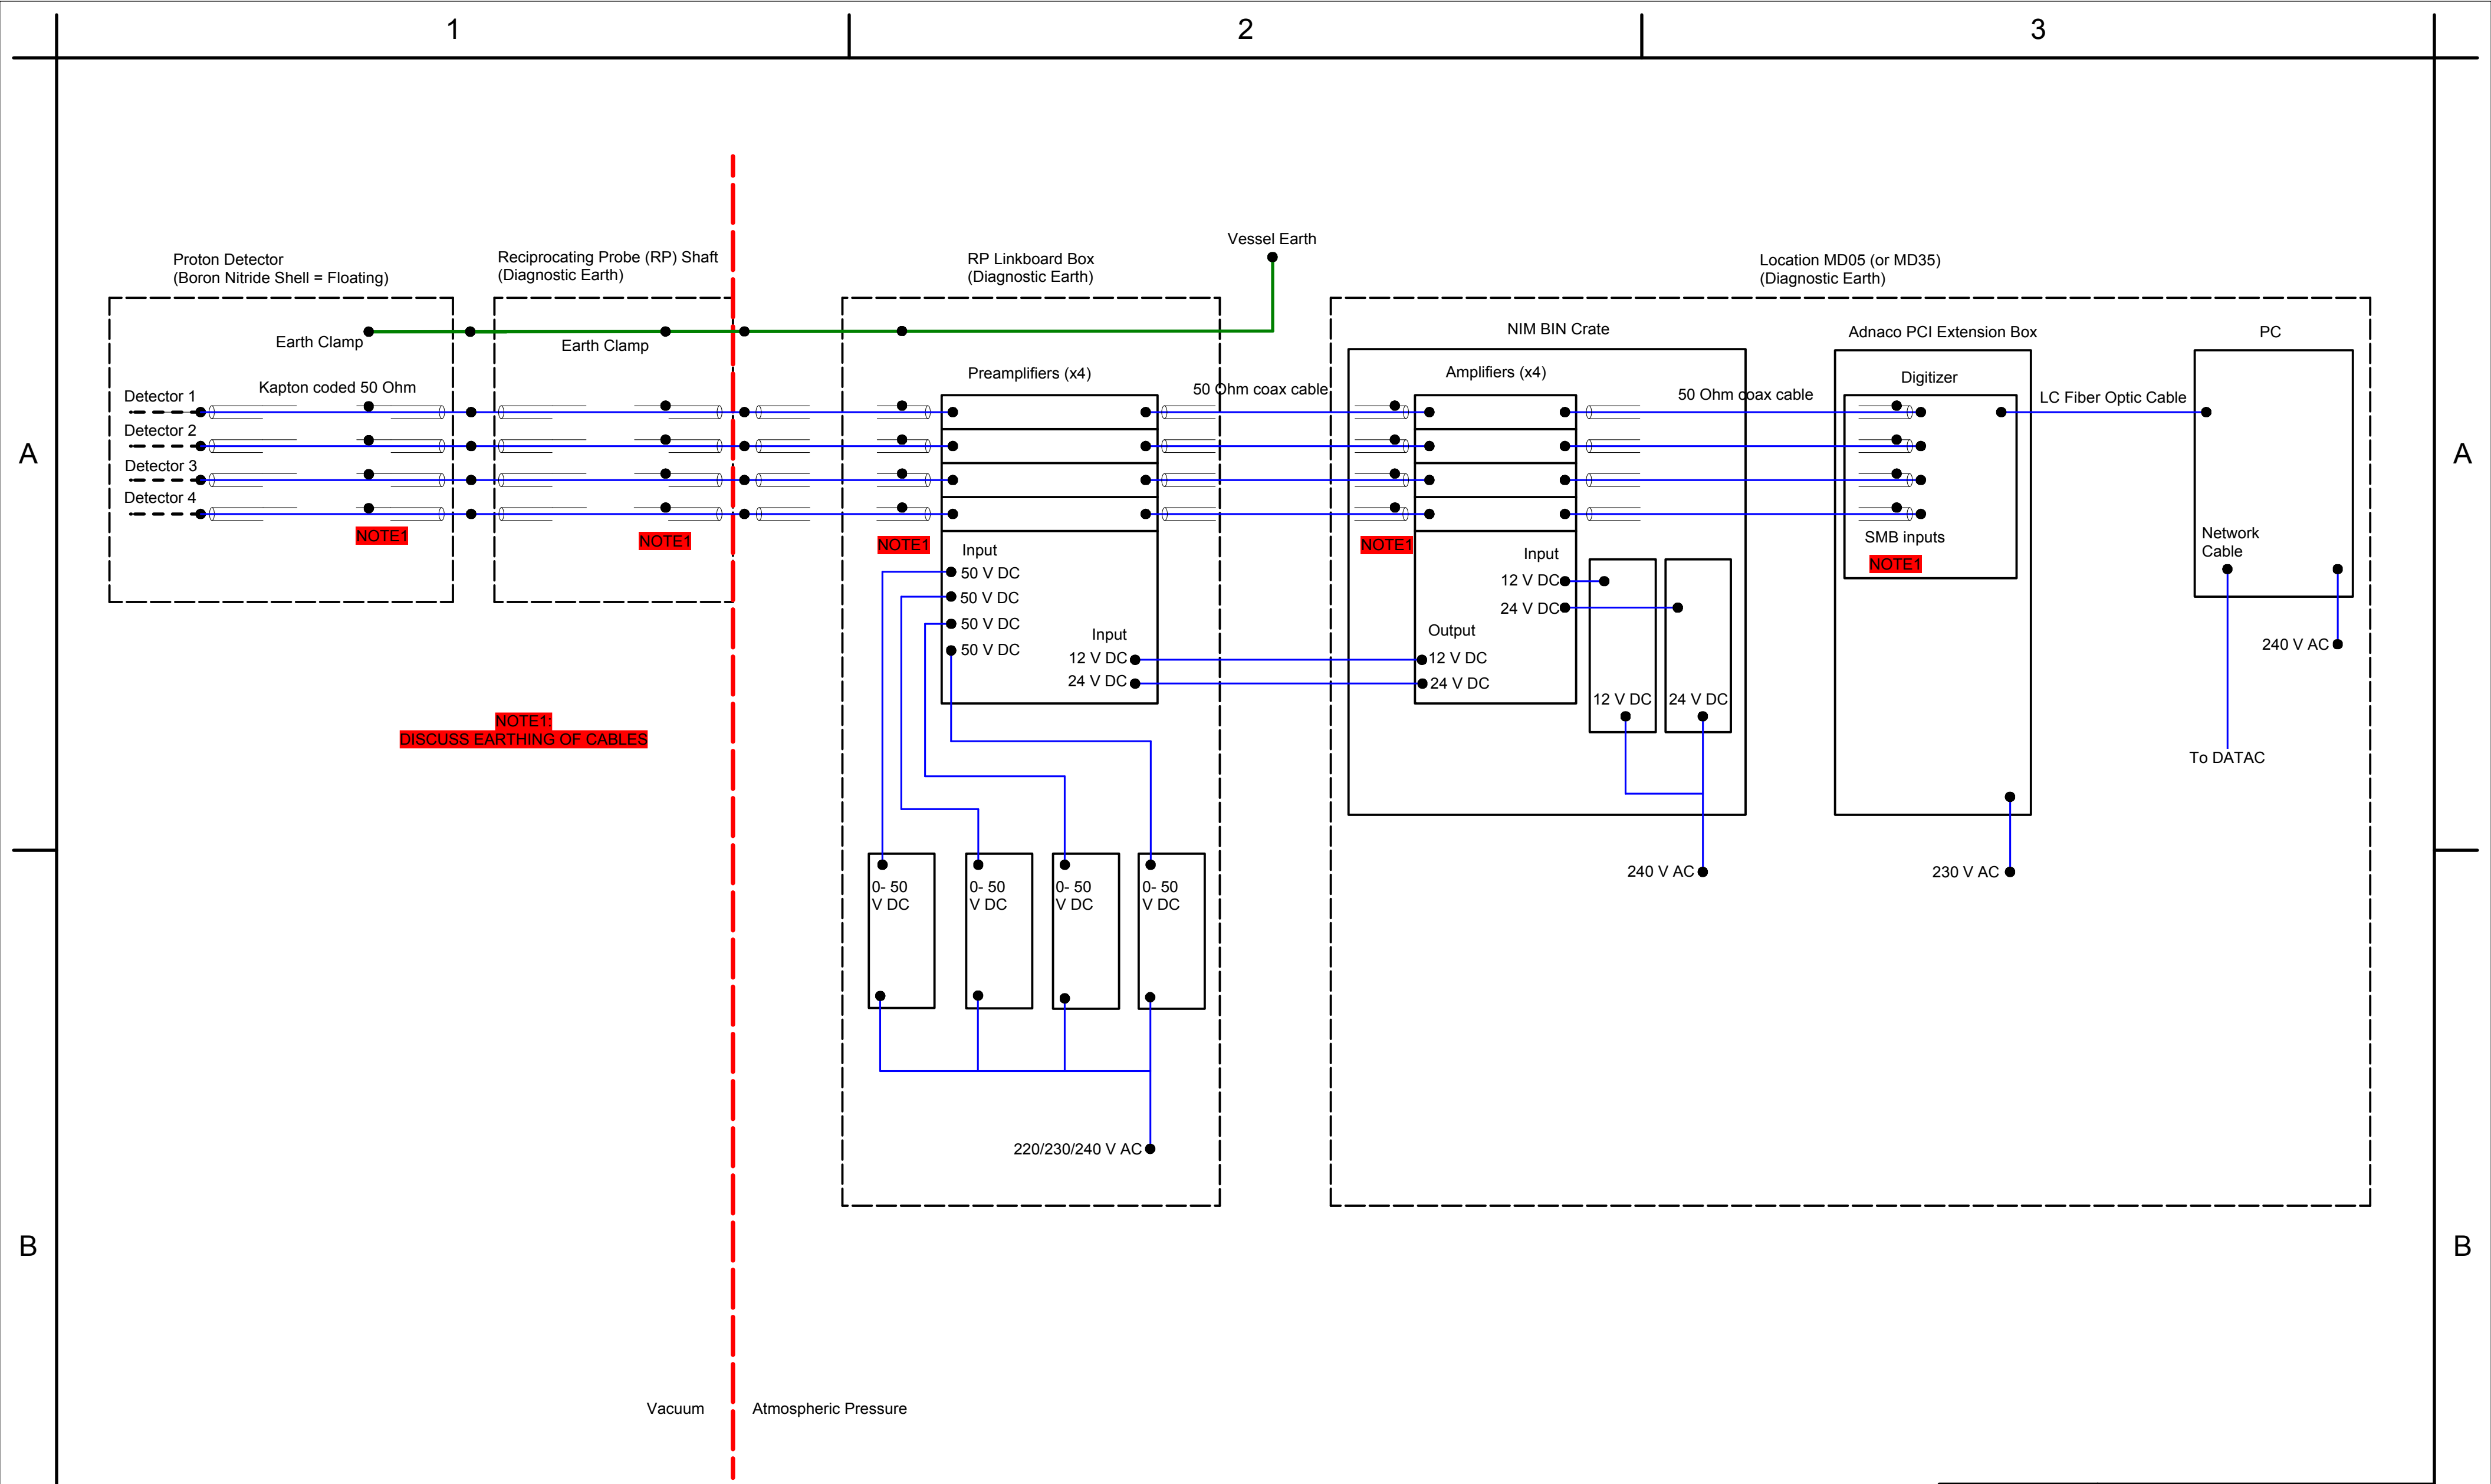 1
2
3
A
A
B
B
Proton Detector
(Boron Nitride Shell = Floating)
Reciprocating Probe (RP) Shaft
(Diagnostic Earth)
RP Linkboard Box
(Diagnostic Earth)
Vessel Earth
Location MD05 (or MD35)
(Diagnostic Earth)
Earth Clamp
Earth Clamp
Kapton coded 50 Ohm
Detector 1
Detector 2
Detector 3
Detector 4
NOTE1
NOTE1
NOTE1
NOTE1
NOTE1
NOTE1:
DISCUSS EARTHING OF CABLES
Preamplifiers (x4)
50 Ohm coax cable
Input
50 V DC
50 V DC
50 V DC
50 V DC
Input
12 V DC
24 V DC
0- 50
V DC
0- 50
V DC
0- 50
V DC
0- 50
V DC
220/230/240 V AC
NIM BIN Crate
Amplifiers (x4)
50 Ohm coax cable
Input
12 V DC
24 V DC
Output
12 V DC
24 V DC
12 V DC
24 V DC
240 V AC
Adnaco PCI Extension Box
Digitizer
SMB inputs
230 V AC
LC Fiber Optic Cable
PC
Network
Cable
240 V AC
To DATAC
Vacuum
Atmospheric Pressure